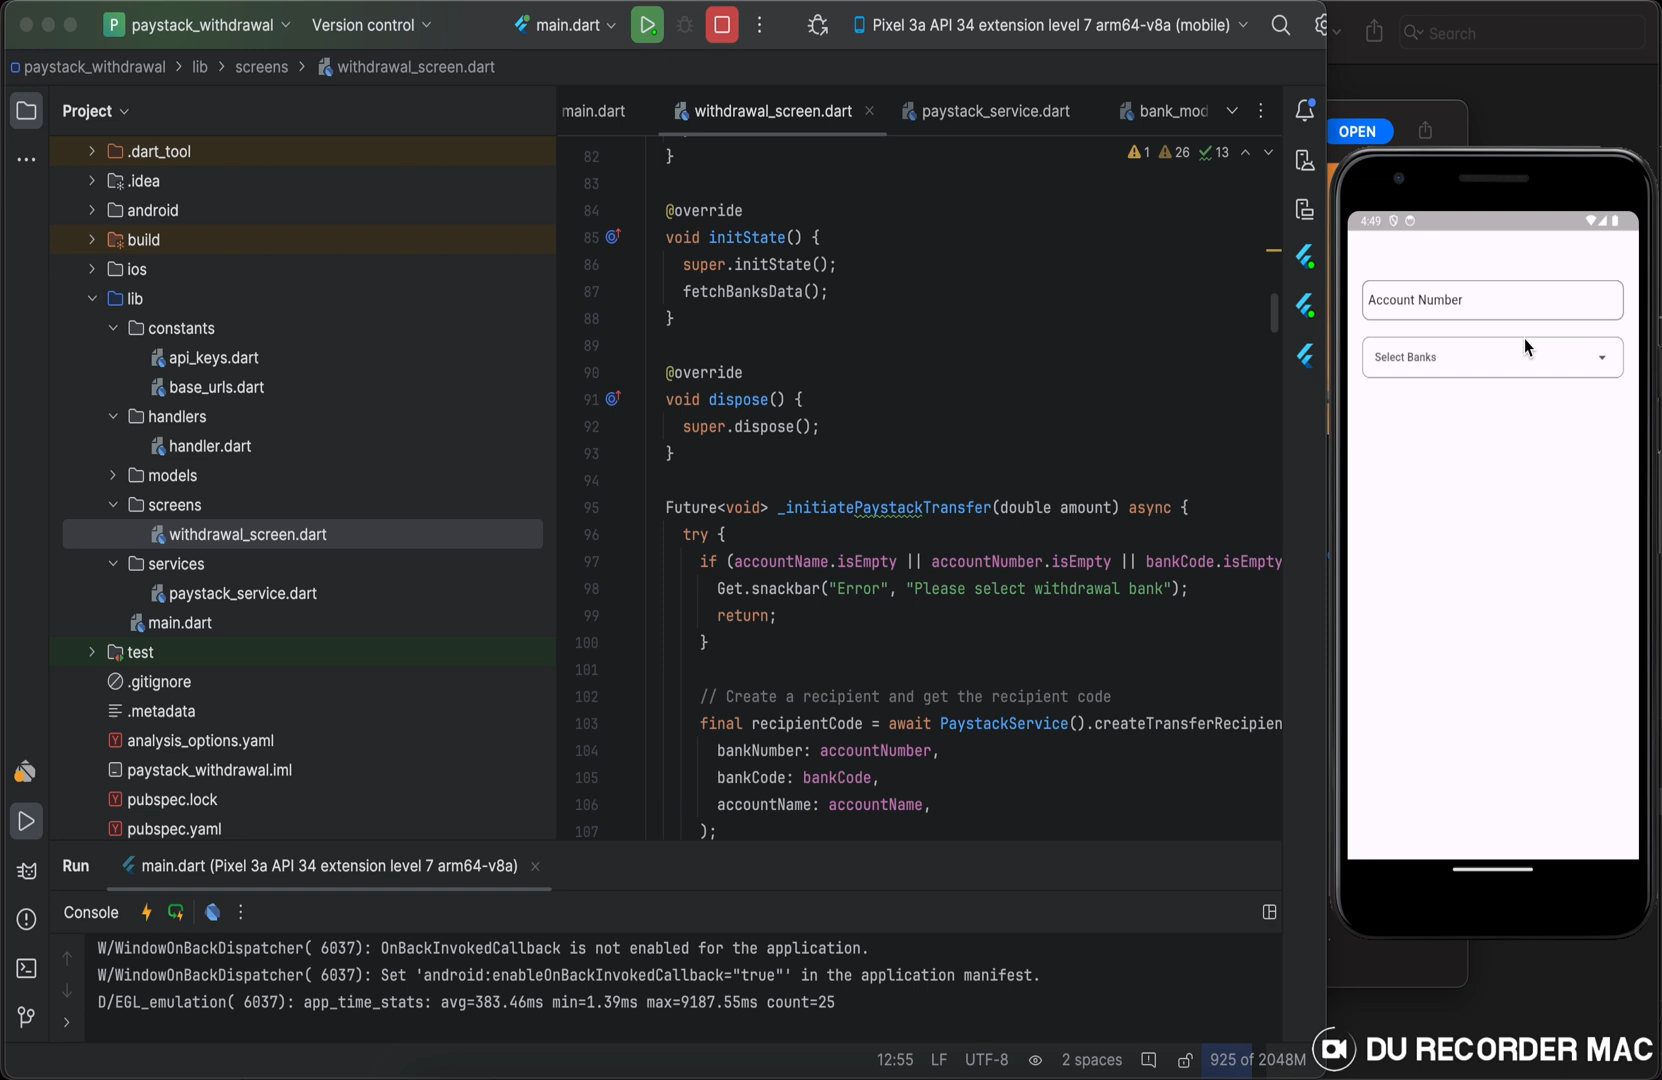 P paystack_withdrawal Version control main.dart Pixel 3a API 34 extension level 7 arm64-v8a (mobile)
Search
paystack_withdrawal > lib > screens > withdrawal_screen.dart
Project
main.dart withdrawal_screen.dart paystack_service.dart bank_mod
OPEN
1 26 13
.dart_tool
.idea
android
build
ios
lib
constants
api_keys.dart
base_urls.dart
handlers
handler.dart
models
screens
withdrawal_screen.dart
services
paystack_service.dart
main.dart
test
.gitignore
.metadata
analysis_options.yaml
paystack_withdrawal.iml
pubspec.lock
pubspec.yaml
82 }
83
84 @override
85 void initState() {
86 super.initState();
87 fetchBanksData();
88 }
89
90 @override
91 void dispose() {
92 super.dispose();
93 }
94
95 Future<void> _initiatePaystackTransfer(double amount) async {
96 try {
97 if (accountName.isEmpty || accountNumber.isEmpty || bankCode.isEmpty
98 Get.snackbar("Error", "Please select withdrawal bank");
99 return;
100 }
101
102 // Create a recipient and get the recipient code
103 final recipientCode = await PaystackService().createTransferRecipien
104 bankNumber: accountNumber,
105 bankCode: bankCode,
106 accountName: accountName,
107 );
4:49
Account Number
Select Banks
Run main.dart (Pixel 3a API 34 extension level 7 arm64-v8a)
Console
W/WindowOnBackDispatcher( 6037): OnBackInvokedCallback is not enabled for the application.
W/WindowOnBackDispatcher( 6037): Set 'android:enableOnBackInvokedCallback="true"' in the application manifest.
D/EGL_emulation( 6037): app_time_stats: avg=383.46ms min=1.39ms max=9187.55ms count=25
12:55 LF UTF-8 2 spaces 925 of 2048M
DU RECORDER MAC